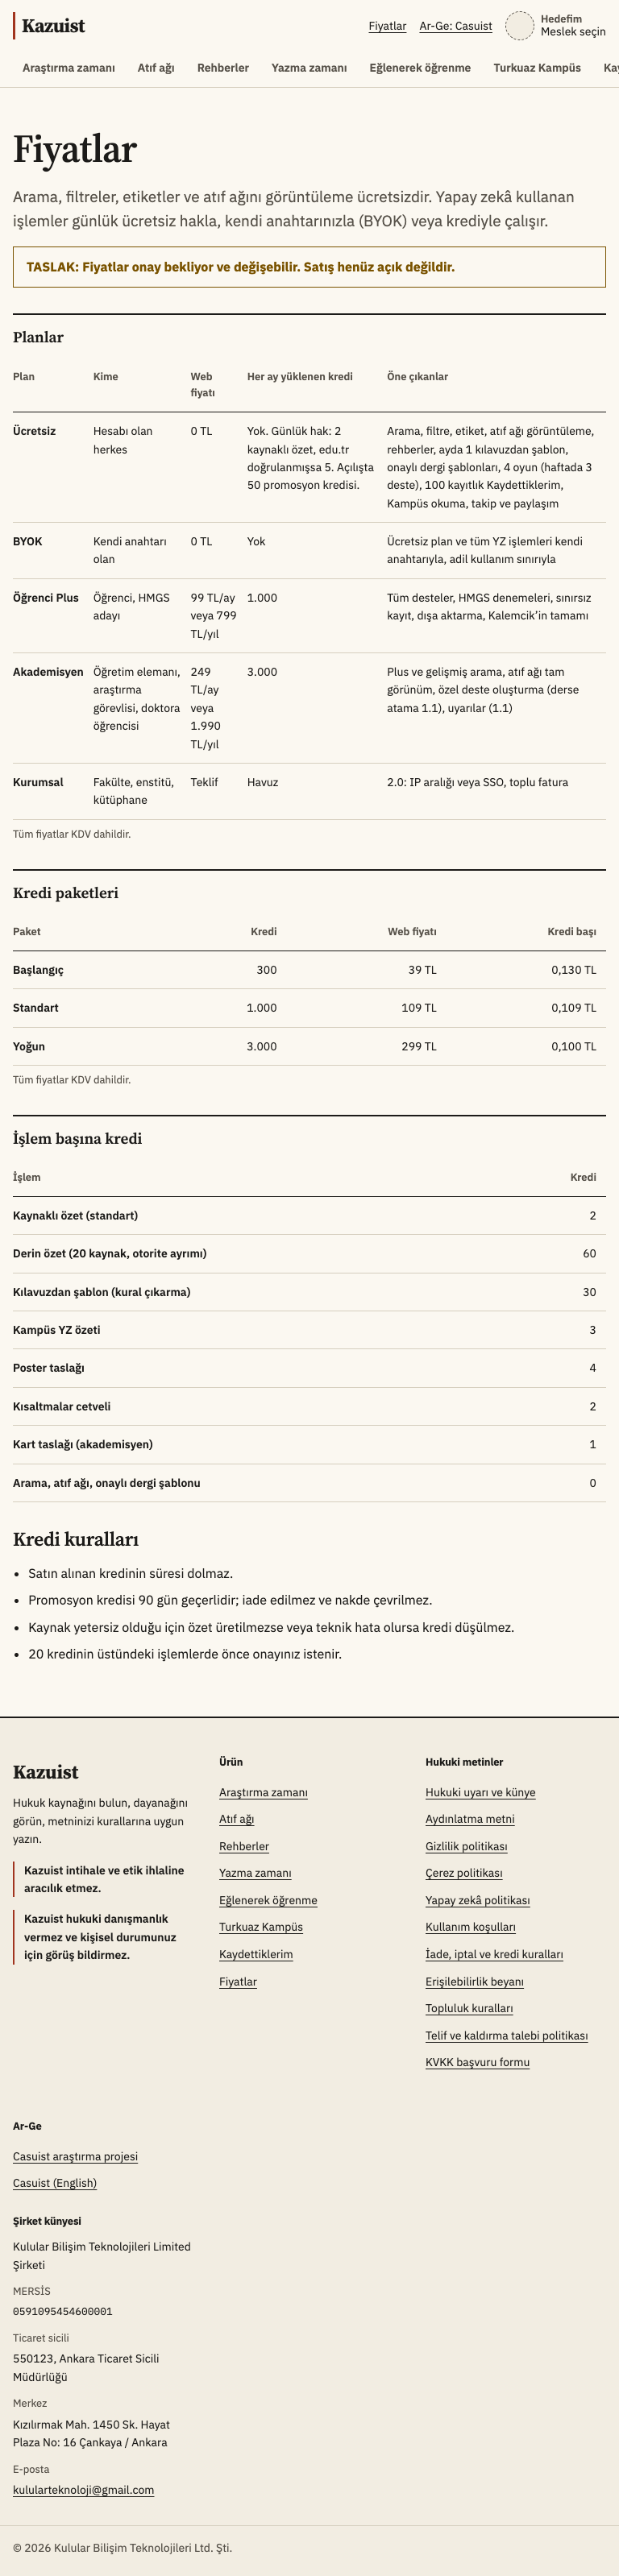 Kazuist
Fiyatlar
Ar-Ge: Casuist
Hedefim
Meslek seçin
Araştırma zamanı
Atıf ağı
Rehberler
Yazma zamanı
Eğlenerek öğrenme
Turkuaz Kampüs
Fiyatlar
Arama, filtreler, etiketler ve atıf ağını görüntüleme ücretsizdir. Yapay zekâ kullanan
işlemler günlük ücretsiz hakla, kendi anahtarınızla (BYOK) veya krediyle çalışır.
TASLAK: Fiyatlar onay bekliyor ve değişebilir. Satış henüz açık değildir.
Planlar
Plan
Kime
Web
fiyatı
Her ay yüklenen kredi
Öne çıkanlar
Ücretsiz
Hesabı olan
herkes
0 TL
Yok. Günlük hak: 2
kaynaklı özet, edu.tr
doğrulanmışsa 5. Açılışta
50 promosyon kredisi.
Arama, filtre, etiket, atıf ağı görüntüleme,
rehberler, ayda 1 kılavuzdan şablon,
onaylı dergi şablonları, 4 oyun (haftada 3
deste), 100 kayıtlık Kaydettiklerim,
Kampüs okuma, takip ve paylaşım
BYOK
Kendi anahtarı
olan
0 TL
Yok
Ücretsiz plan ve tüm YZ işlemleri kendi
anahtarıyla, adil kullanım sınırıyla
Öğrenci Plus
Öğrenci, HMGS
adayı
99 TL/ay
veya 799
TL/yıl
1.000
Tüm desteler, HMGS denemeleri, sınırsız
kayıt, dışa aktarma, Kalemcik’in tamamı
Akademisyen
Öğretim elemanı,
araştırma
görevlisi, doktora
öğrencisi
249
TL/ay
veya
1.990
TL/yıl
3.000
Plus ve gelişmiş arama, atıf ağı tam
görünüm, özel deste oluşturma (derse
atama 1.1), uyarılar (1.1)
Kurumsal
Fakülte, enstitü,
kütüphane
Teklif
Havuz
2.0: IP aralığı veya SSO, toplu fatura
Tüm fiyatlar KDV dahildir.
Kredi paketleri
Paket
Kredi
Web fiyatı
Kredi başı
Başlangıç
300
39 TL
0,130 TL
Standart
1.000
109 TL
0,109 TL
Yoğun
3.000
299 TL
0,100 TL
Tüm fiyatlar KDV dahildir.
İşlem başına kredi
İşlem
Kredi
Kaynaklı özet (standart)
2
Derin özet (20 kaynak, otorite ayrımı)
60
Kılavuzdan şablon (kural çıkarma)
30
Kampüs YZ özeti
3
Poster taslağı
4
Kısaltmalar cetveli
2
Kart taslağı (akademisyen)
1
Arama, atıf ağı, onaylı dergi şablonu
0
Kredi kuralları
• Satın alınan kredinin süresi dolmaz.
• Promosyon kredisi 90 gün geçerlidir; iade edilmez ve nakde çevrilmez.
• Kaynak yetersiz olduğu için özet üretilmezse veya teknik hata olursa kredi düşülmez.
• 20 kredinin üstündeki işlemlerde önce onayınız istenir.
Kazuist
Hukuk kaynağını bulun, dayanağını
görün, metninizi kurallarına uygun
yazın.
Kazuist intihale ve etik ihlaline
aracılık etmez.
Kazuist hukuki danışmanlık
vermez ve kişisel durumunuz
için görüş bildirmez.
Ürün
Araştırma zamanı
Atıf ağı
Rehberler
Yazma zamanı
Eğlenerek öğrenme
Turkuaz Kampüs
Kaydettiklerim
Fiyatlar
Hukuki metinler
Hukuki uyarı ve künye
Aydınlatma metni
Gizlilik politikası
Çerez politikası
Yapay zekâ politikası
Kullanım koşulları
İade, iptal ve kredi kuralları
Erişilebilirlik beyanı
Topluluk kuralları
Telif ve kaldırma talebi politikası
KVKK başvuru formu
Ar-Ge
Casuist araştırma projesi
Casuist (English)
Şirket künyesi
Kulular Bilişim Teknolojileri Limited
Şirketi
MERSİS
0591095454600001
Ticaret sicili
550123, Ankara Ticaret Sicili
Müdürlüğü
Merkez
Kızılırmak Mah. 1450 Sk. Hayat
Plaza No: 16 Çankaya / Ankara
E-posta
kulularteknoloji@gmail.com
© 2026 Kulular Bilişim Teknolojileri Ltd. Şti.